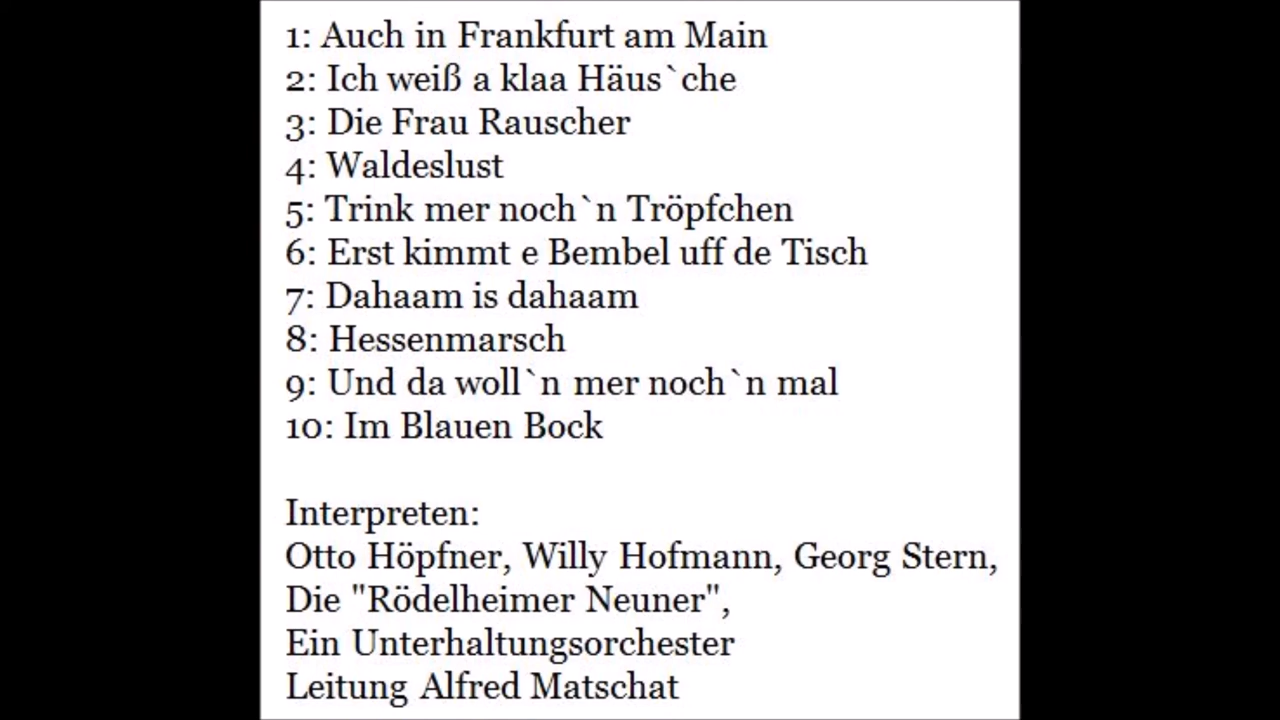 1: Auch in Frankfurt am Main
2: Ich weiß a klaa Häus`che
3: Die Frau Rauscher
4: Waldeslust
5: Trink mer noch`n Tröpfchen
6: Erst kimmt e Bembel uff de Tisch
7: Dahaam is dahaam
8: Hessenmarsch
9: Und da woll`n mer noch`n mal
10: Im Blauen Bock
Interpreten:
Otto Höpfner, Willy Hofmann, Georg Stern,
Die "Rödelheimer Neuner",
Ein Unterhaltungsorchester
Leitung Alfred Matschat